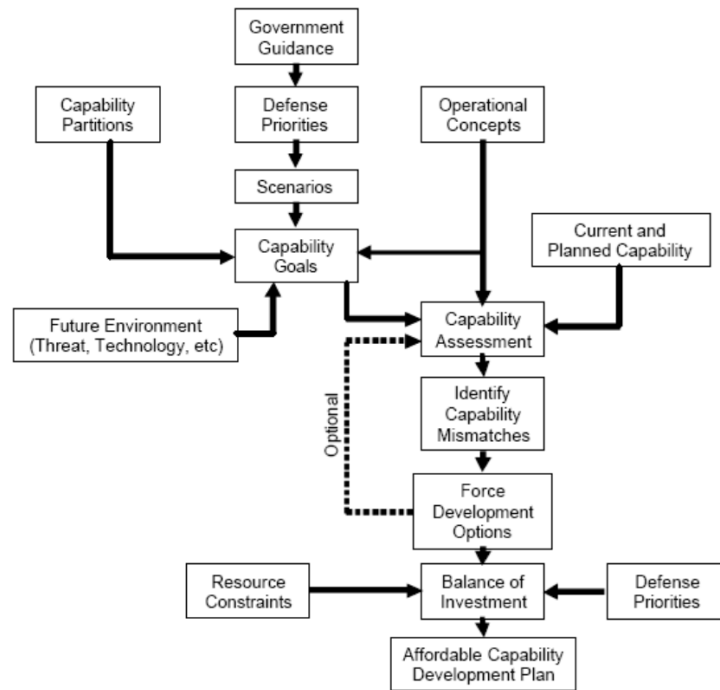 Government
Guidance
Capability
Partitions
Defense
Priorities
Operational
Concepts
Scenarios
Capability
Goals
Current and
Planned Capability
Future Environment
(Threat, Technology, etc)
Capability
Assessment
Optional
Identify
Capability
Mismatches
Force
Development
Options
Resource
Constraints
Balance of
Investment
Defense
Priorities
Affordable Capability
Development Plan